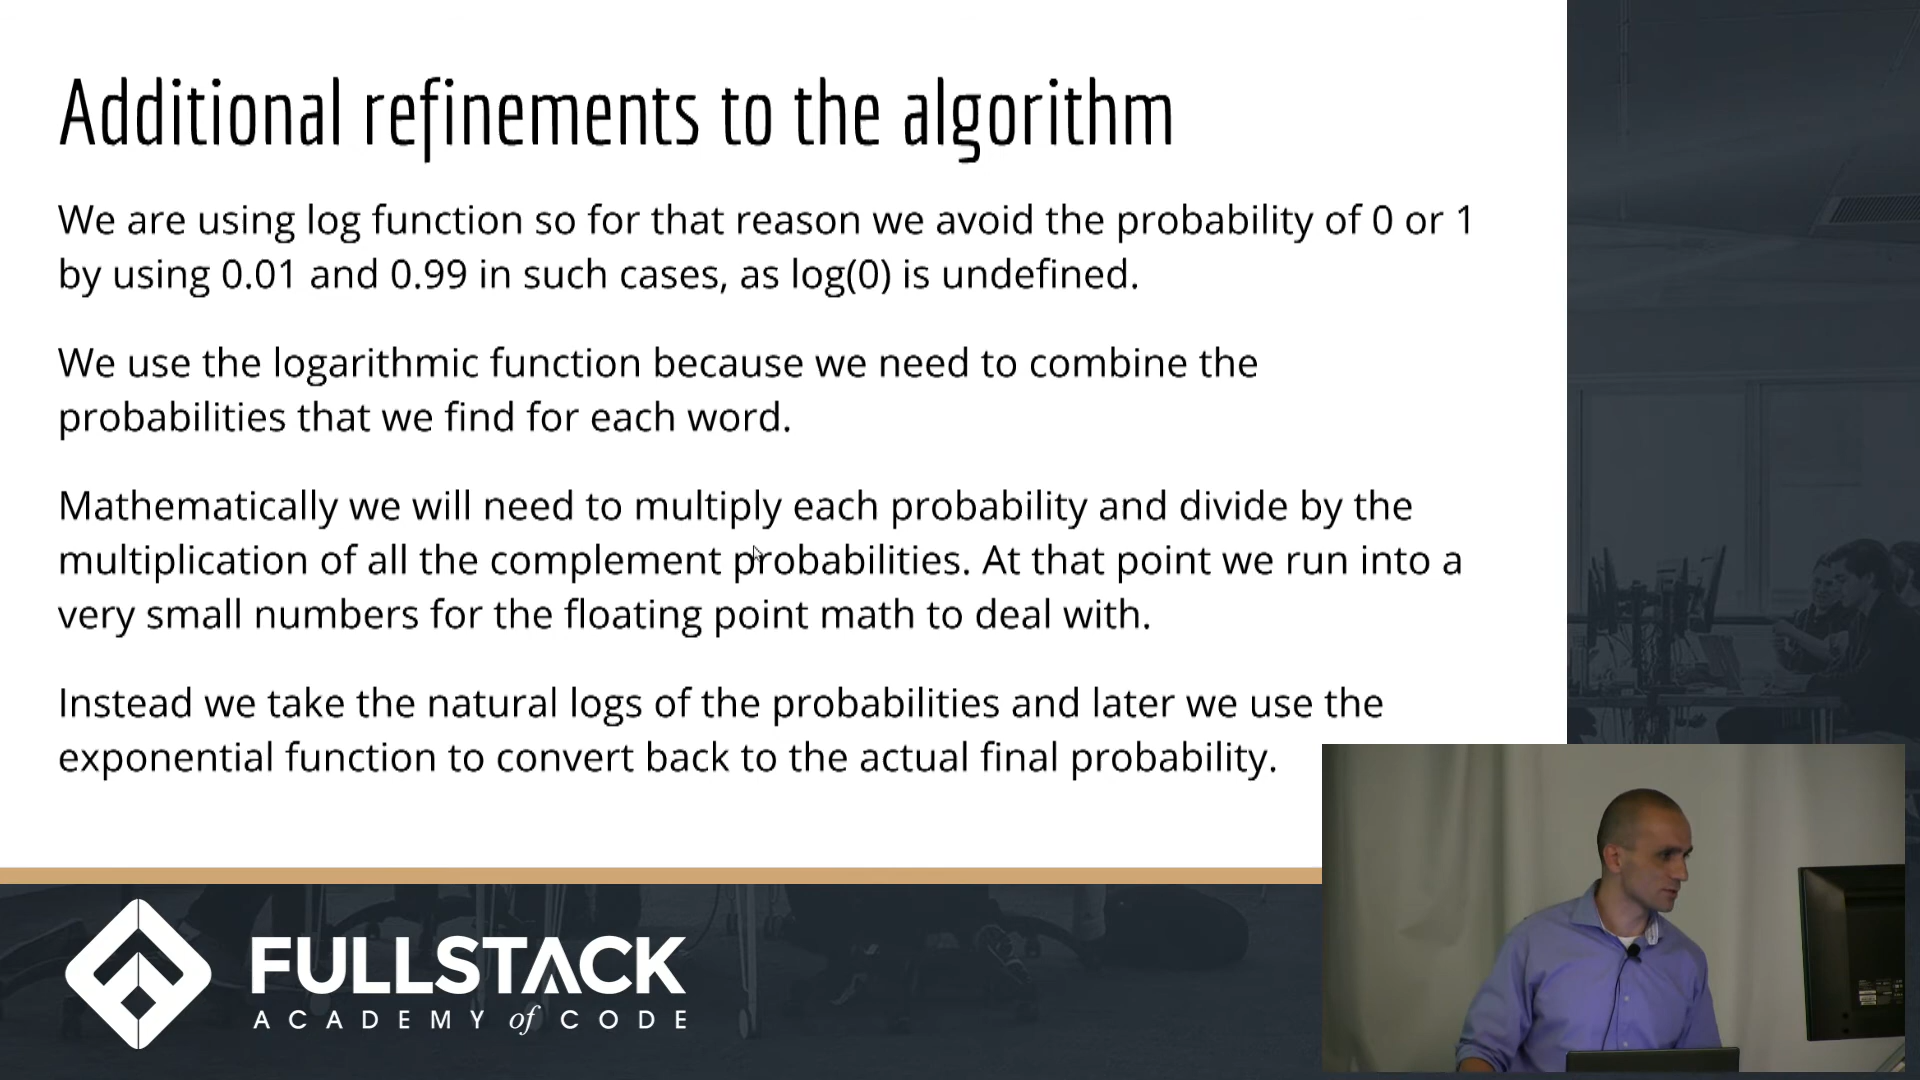 Additional refinements to the algorithm
We are using log function so for that reason we avoid the probability of 0 or 1
by using 0.01 and 0.99 in such cases, as log(0) is undefined.
We use the logarithmic function because we need to combine the
probabilities that we find for each word.
Mathematically we will need to multiply each probability and divide by the
multiplication of all the complement probabilities. At that point we run into a
very small numbers for the floating point math to deal with.
Instead we take the natural logs of the probabilities and later we use the
exponential function to convert back to the actual final probability.
FULLSTACK
ACADEMY of CODE